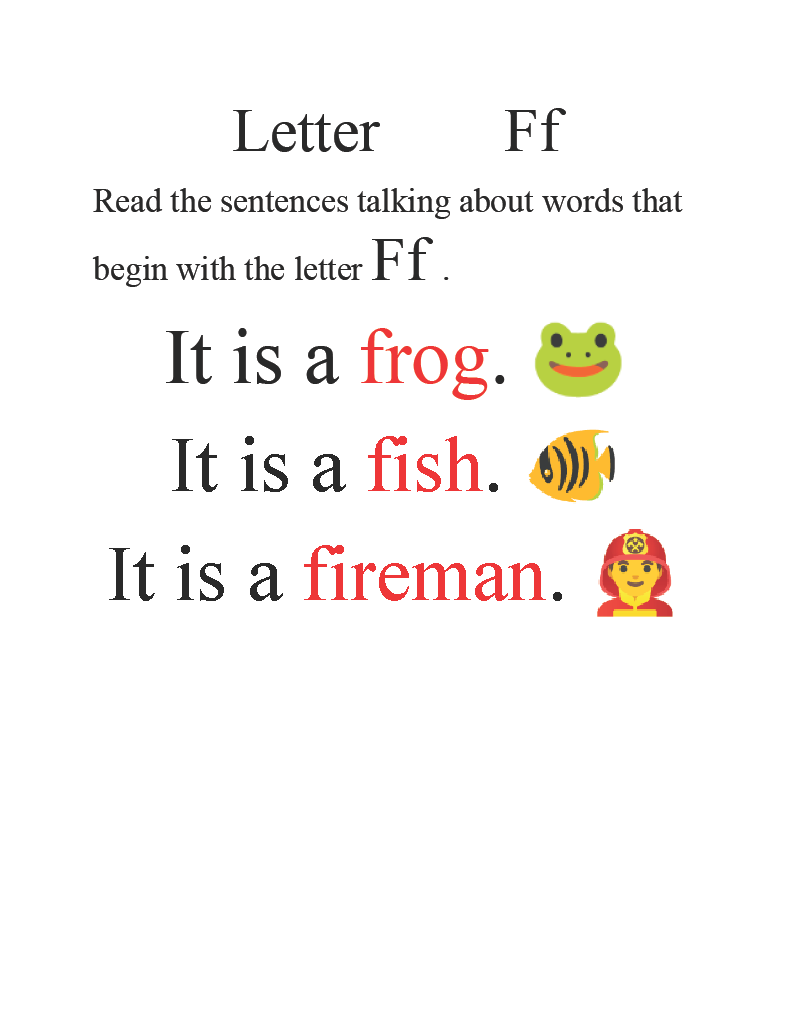 Letter Ff
Read the sentences talking about words that
begin with the letter Ff .
It is a frog.
It is a fish.
It is a fireman.